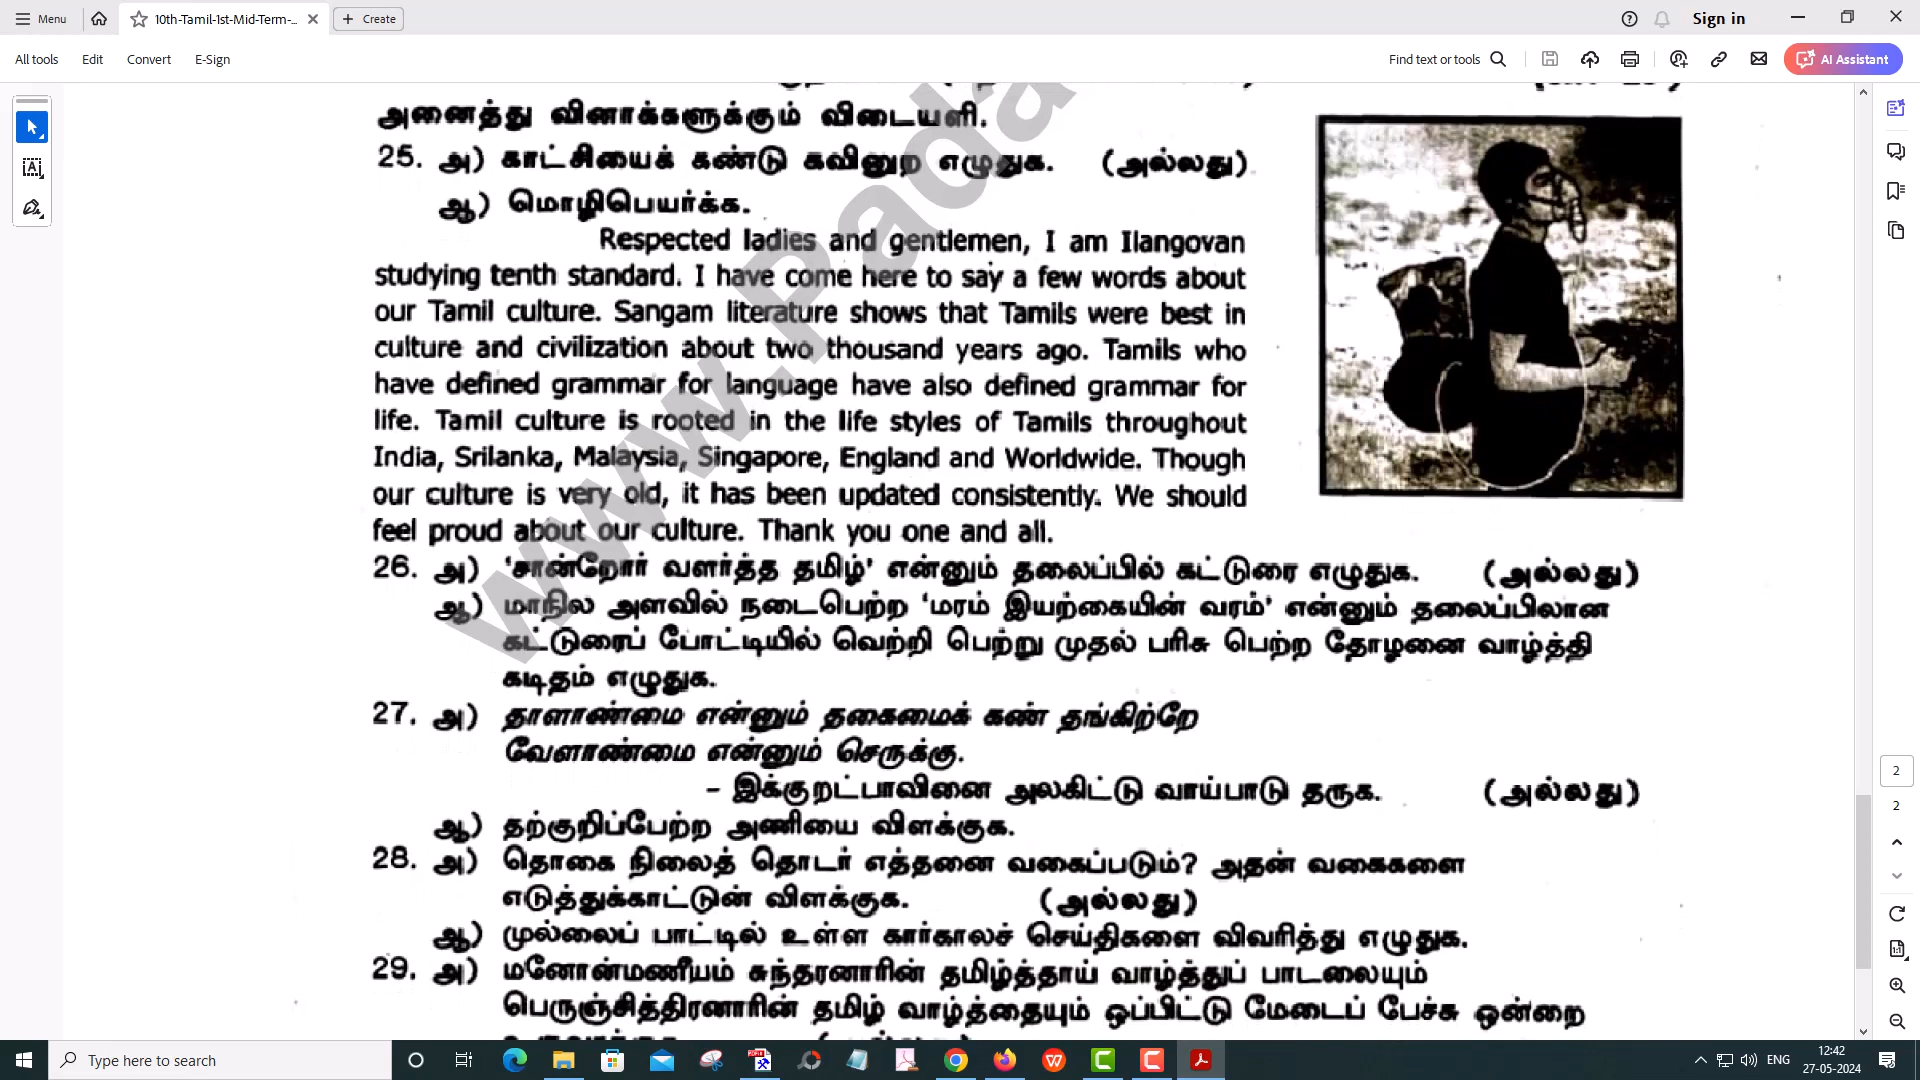 Menu
10th-Tamil-1st-Mid-Term-...
Create
Sign in
All tools
Edit
Convert
E-Sign
Find text or tools
AI Assistant
அனைத்து வினாக்களுக்கும் விடையளி.
25. அ) காட்சியைக் கண்டு கவினுற எழுதுக. (அல்லது)
ஆ) மொழிபெயர்க்க.
Respected ladies and gentlemen, I am Ilangovan
studying tenth standard. I have come here to say a few words about
our Tamil culture. Sangam literature shows that Tamils were best in
culture and civilization about two thousand years ago. Tamils who
have defined grammar for language have also defined grammar for
life. Tamil culture is rooted in the life styles of Tamils throughout
India, Srilanka, Malaysia, Singapore, England and Worldwide. Though
our culture is very old, it has been updated consistently. We should
feel proud about our culture. Thank you one and all.
26. அ) 'சான்றோர் வளர்த்த தமிழ்' என்னும் தலைப்பில் கட்டுரை எழுதுக. (அல்லது)
ஆ) மாநில அளவில் நடைபெற்ற 'மரம் இயற்கையின் வரம்' என்னும் தலைப்பிலான
கட்டுரைப் போட்டியில் வெற்றி பெற்று முதல் பரிசு பெற்ற தோழனை வாழ்த்தி
கடிதம் எழுதுக.
27. அ) தாளாண்மை என்னும் தகைமைக் கண் தங்கிற்றே
வேளாண்மை என்னும் செருக்கு.
– இக்குறட்பாவினை அலகிட்டு வாய்பாடு தருக. (அல்லது)
ஆ) தற்குறிப்பேற்ற அணியை விளக்குக.
28. அ) தொகை நிலைத் தொடர் எத்தனை வகைப்படும்? அதன் வகைகளை
எடுத்துக்காட்டுன் விளக்குக. (அல்லது)
ஆ) முல்லைப் பாட்டில் உள்ள கார்காலச் செய்திகளை விவரித்து எழுதுக.
29. அ) மனோன்மணீயம் சுந்தரனாரின் தமிழ்த்தாய் வாழ்த்துப் பாடலையும்
பெருஞ்சித்திரனாரின் தமிழ் வாழ்த்தையும் ஒப்பிட்டு மேடைப் பேச்சு ஒன்றை
www.Pada
2
2
Type here to search
ENG
12:42
27-05-2024